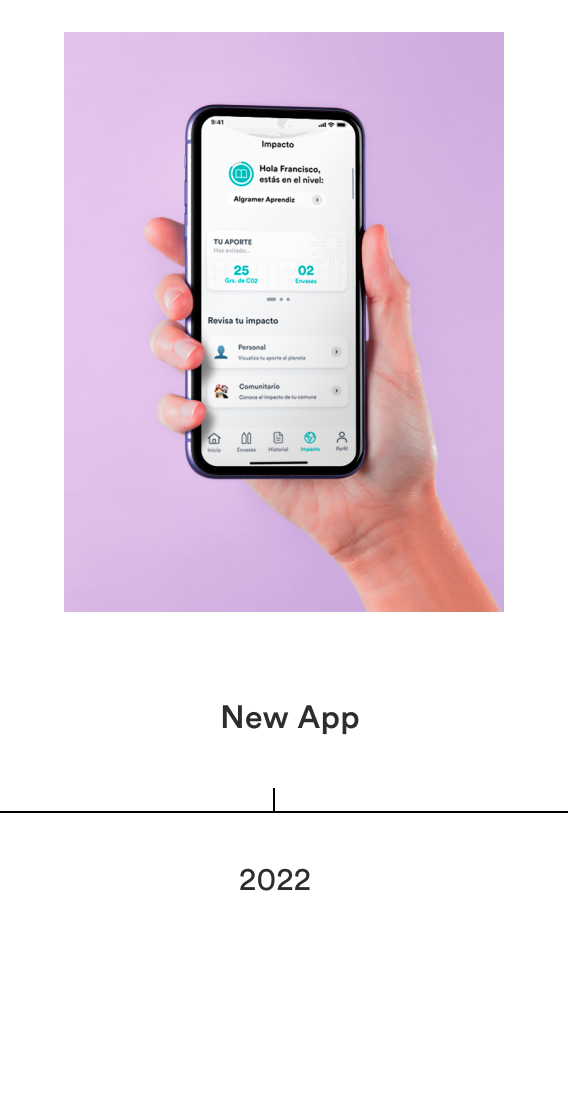 9:41
Impacto
Hola Francisco,
estás en el nivel:
Algramer Aprendiz
TU APORTE
Has evitado...
25
02
Grs. de C02
Envases
Revisa tu impacto
Personal
Visualiza tu aporte al planeta
Comunitario
Conoce el impacto de tu comuna
Inicio
Envases
Historial
Impacto
Perfil
New App
2022